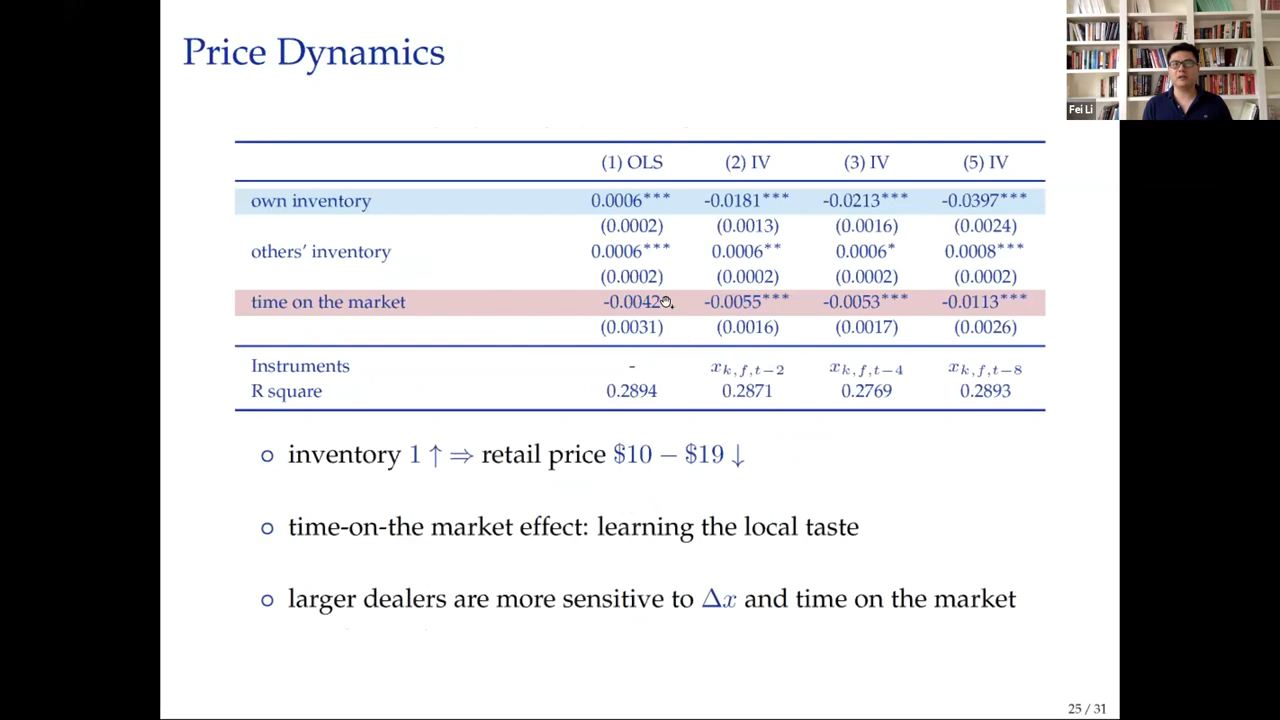 Price Dynamics
Fei Li
(1) OLS (2) IV (3) IV (5) IV
own inventory 0.0006*** -0.0181*** -0.0213*** -0.0397***
(0.0002) (0.0013) (0.0016) (0.0024)
others' inventory 0.0006*** 0.0006** 0.0006* 0.0008***
(0.0002) (0.0002) (0.0002) (0.0002)
time on the market -0.0042 -0.0055*** -0.0053*** -0.0113***
(0.0031) (0.0016) (0.0017) (0.0026)
Instruments - x_{k,f,t−2} x_{k,f,t−4} x_{k,f,t−8}
R square 0.2894 0.2871 0.2769 0.2893
○ inventory 1 ↑ ⇒ retail price $10 − $19 ↓
○ time-on-the market effect: learning the local taste
○ larger dealers are more sensitive to Δx and time on the market
25 / 31